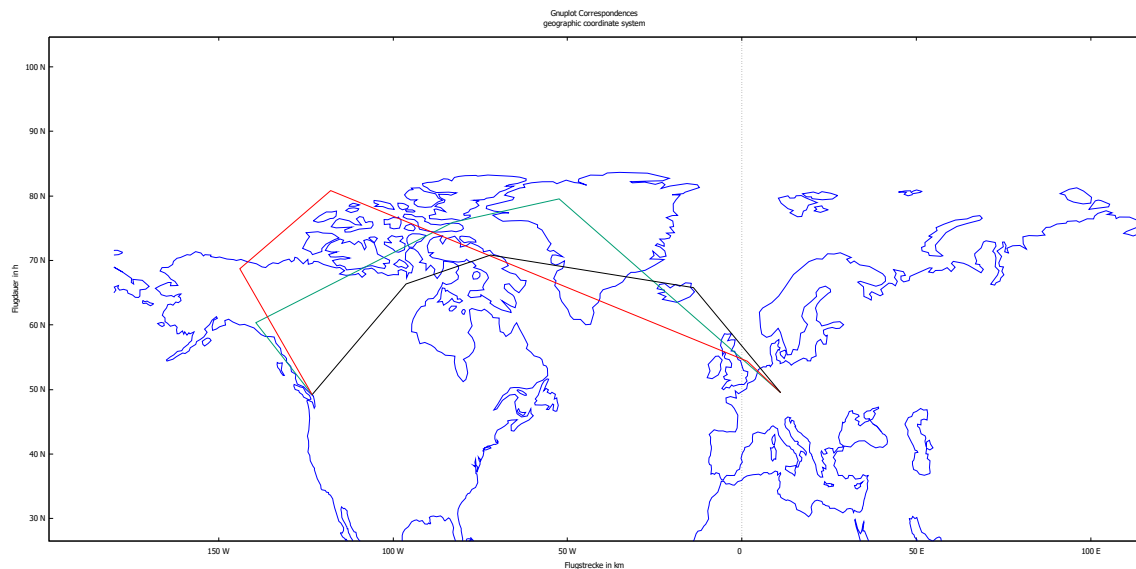 Gnuplot Correspondences
geographic coordinate system
100 N
90 N
80 N
70 N
60 N
50 N
40 N
30 N
Flugdauer in h
150 W
100 W
50 W
0
50 E
100 E
Flugstrecke in km